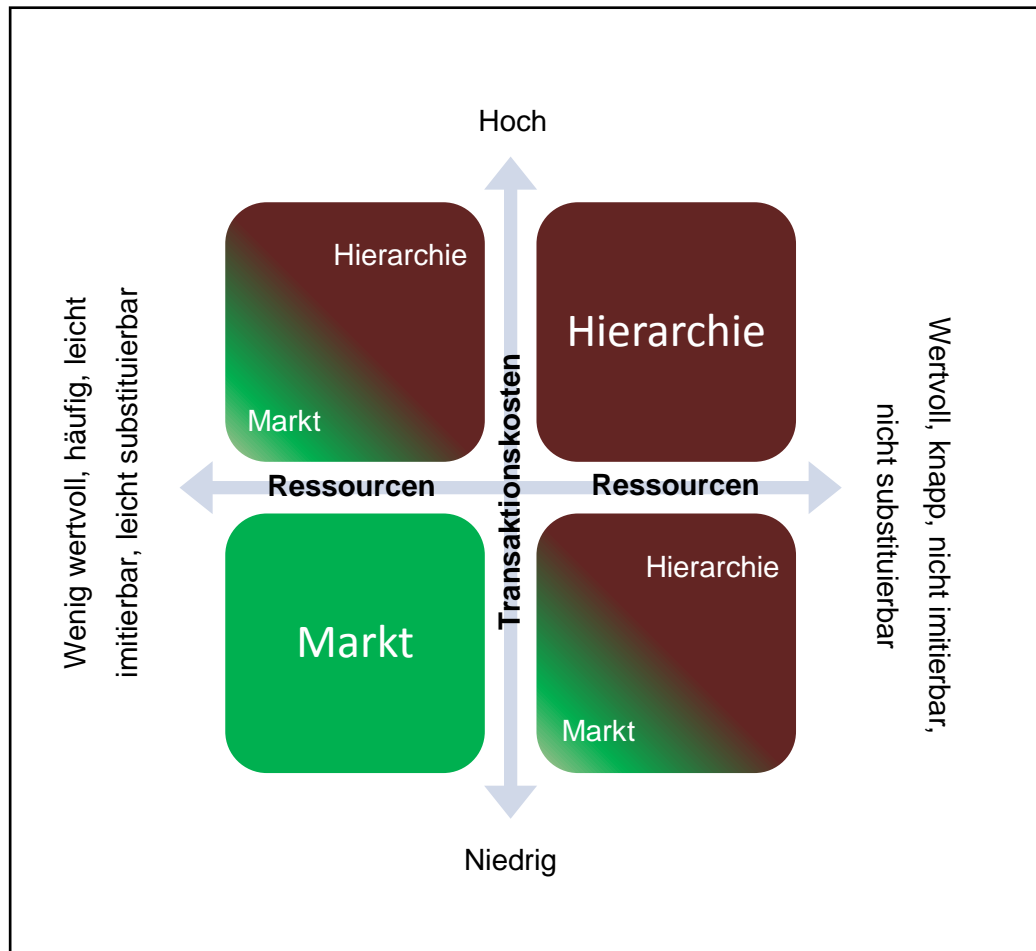 Hoch
Hierarchie
Markt
Hierarchie
Wenig wertvoll, häufig, leicht
imitierbar, leicht substituierbar
Ressourcen
Transaktionskosten
Ressourcen
Wertvoll, knapp, nicht imitierbar,
nicht substituierbar
Markt
Hierarchie
Markt
Niedrig